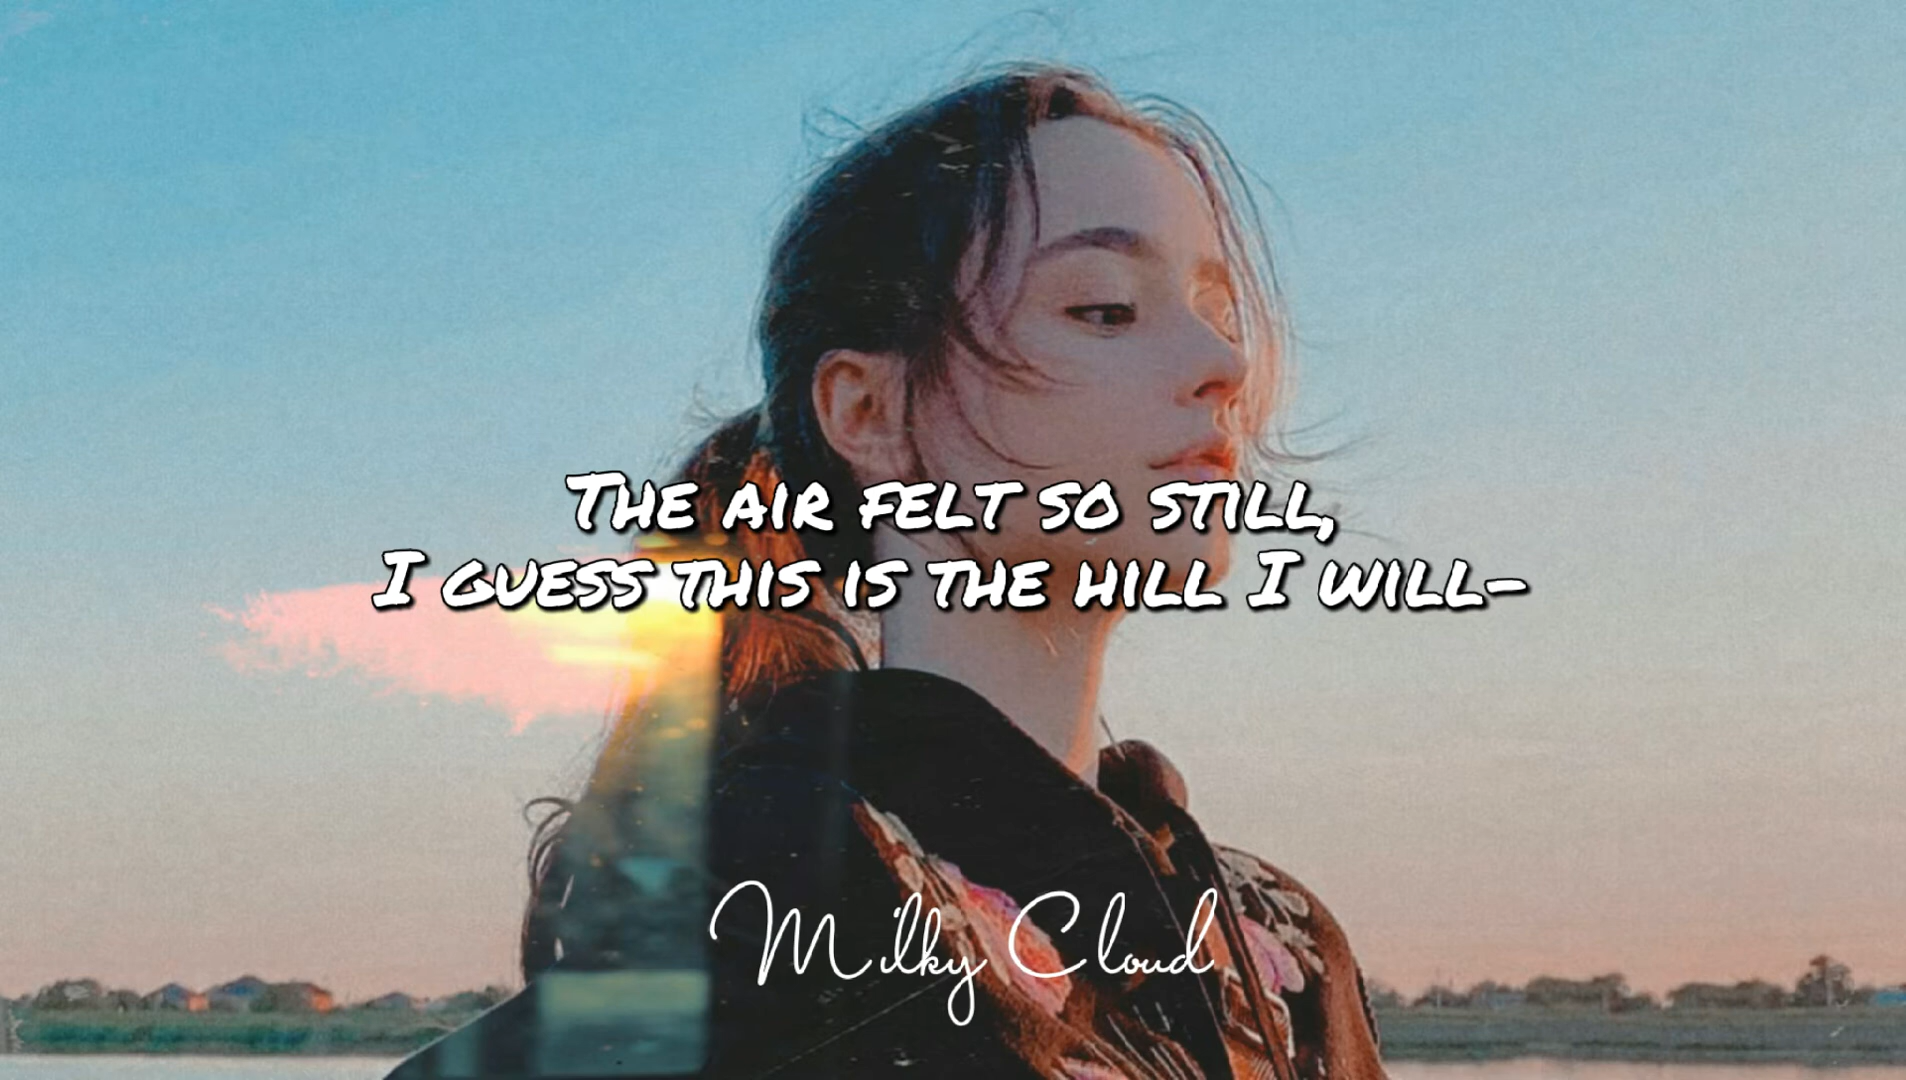 The air felt so still,
I guess this is the hill I will-
Milky Cloud